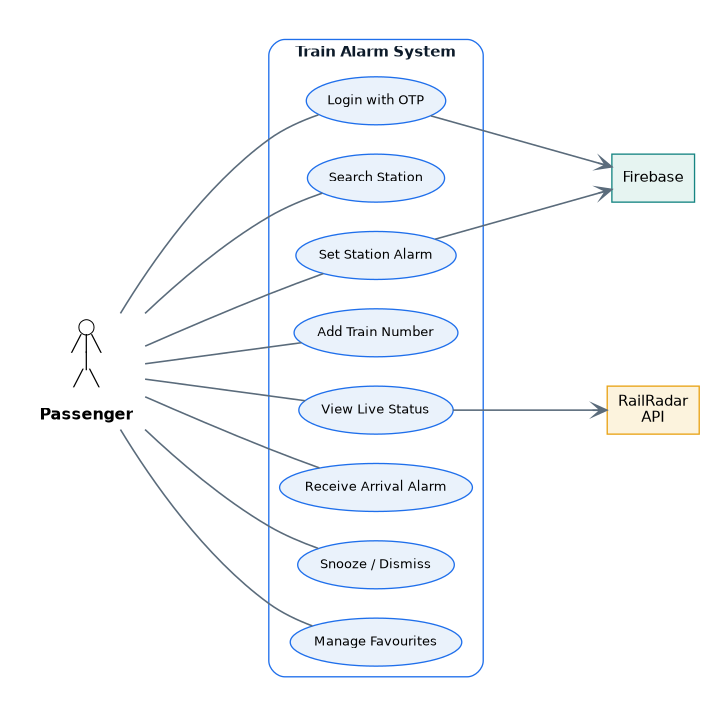 Train Alarm System
Login with OTP
Search Station
Firebase
Set Station Alarm
Add Train Number
Passenger
View Live Status
RailRadar
API
Receive Arrival Alarm
Snooze / Dismiss
Manage Favourites